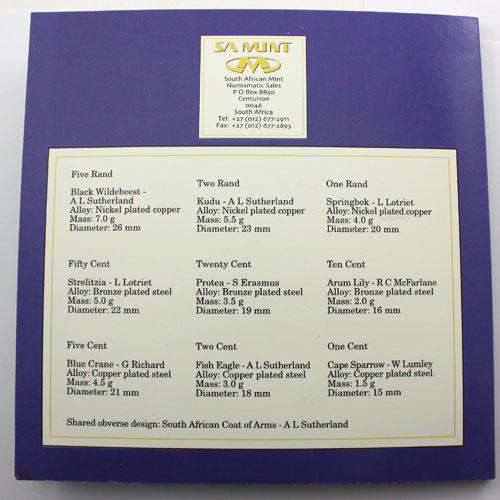 SA MINT
South African Mint
Numismatic Sales
P O Box 8850
Centurion
0046
South Africa
Tel: +27 (012) 677-2911
Fax: +27 (012) 677-2893
Five Rand
Black Wildebeest -
A L Sutherland
Alloy: Nickel plated copper
Mass: 7.0 g
Diameter: 26 mm
Two Rand
Kudu - A L Sutherland
Alloy: Nickel plated copper
Mass: 5.5 g
Diameter: 23 mm
One Rand
Springbok - L Lotriet
Alloy: Nickel plated copper
Mass: 4.0 g
Diameter: 20 mm
Fifty Cent
Strelitzia - L Lotriet
Alloy: Bronze plated steel
Mass: 5.0 g
Diameter: 22 mm
Twenty Cent
Protea - S Erasmus
Alloy: Bronze plated steel
Mass: 3.5 g
Diameter: 19 mm
Ten Cent
Arum Lily - R C McFarlane
Alloy: Bronze plated steel
Mass: 2.0 g
Diameter: 16 mm
Five Cent
Blue Crane - G Richard
Alloy: Copper plated steel
Mass: 4.5 g
Diameter: 21 mm
Two Cent
Fish Eagle - A L Sutherland
Alloy: Copper plated steel
Mass: 3.0 g
Diameter: 18 mm
One Cent
Cape Sparrow - W Lumley
Alloy: Copper plated steel
Mass: 1.5 g
Diameter: 15 mm
Shared obverse design: South African Coat of Arms - A L Sutherland